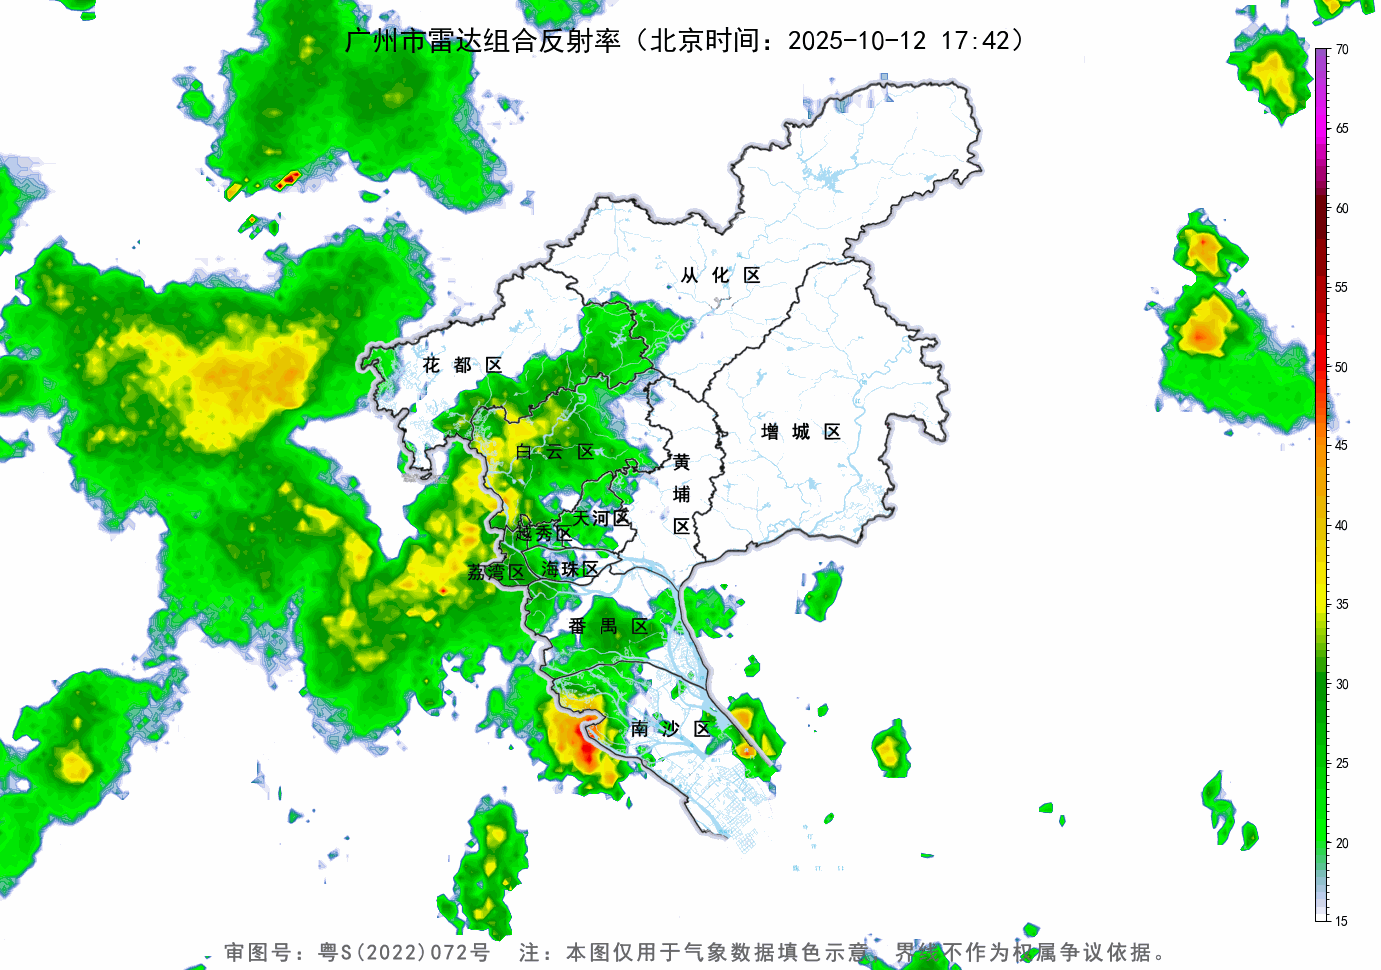 广州市雷达组合反射率（北京时间：2025-10-12 17:42）
70
65
60
55
50
45
40
35
30
25
20
15
从化区
花都区
增城区
白云区
黄埔区
天河区
越秀区
海珠区
荔湾区
番禺区
南沙区
审图号：粤S(2022)072号 注：本图仅用于气象数据填色示意，界线不作为权属争议依据。